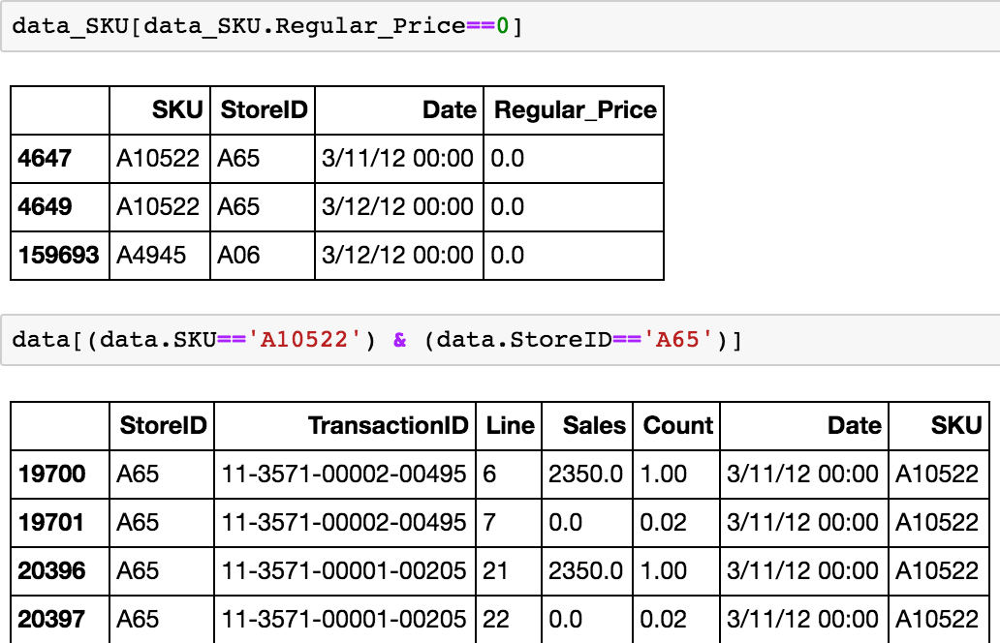 data_SKU[data_SKU.Regular_Price==0]
SKU StoreID Date Regular_Price
4647 A10522 A65 3/11/12 00:00 0.0
4649 A10522 A65 3/12/12 00:00 0.0
159693 A4945 A06 3/12/12 00:00 0.0
data[(data.SKU=='A10522') & (data.StoreID=='A65')]
StoreID TransactionID Line Sales Count Date SKU
19700 A65 11-3571-00002-00495 6 2350.0 1.00 3/11/12 00:00 A10522
19701 A65 11-3571-00002-00495 7 0.0 0.02 3/11/12 00:00 A10522
20396 A65 11-3571-00001-00205 21 2350.0 1.00 3/11/12 00:00 A10522
20397 A65 11-3571-00001-00205 22 0.0 0.02 3/11/12 00:00 A10522